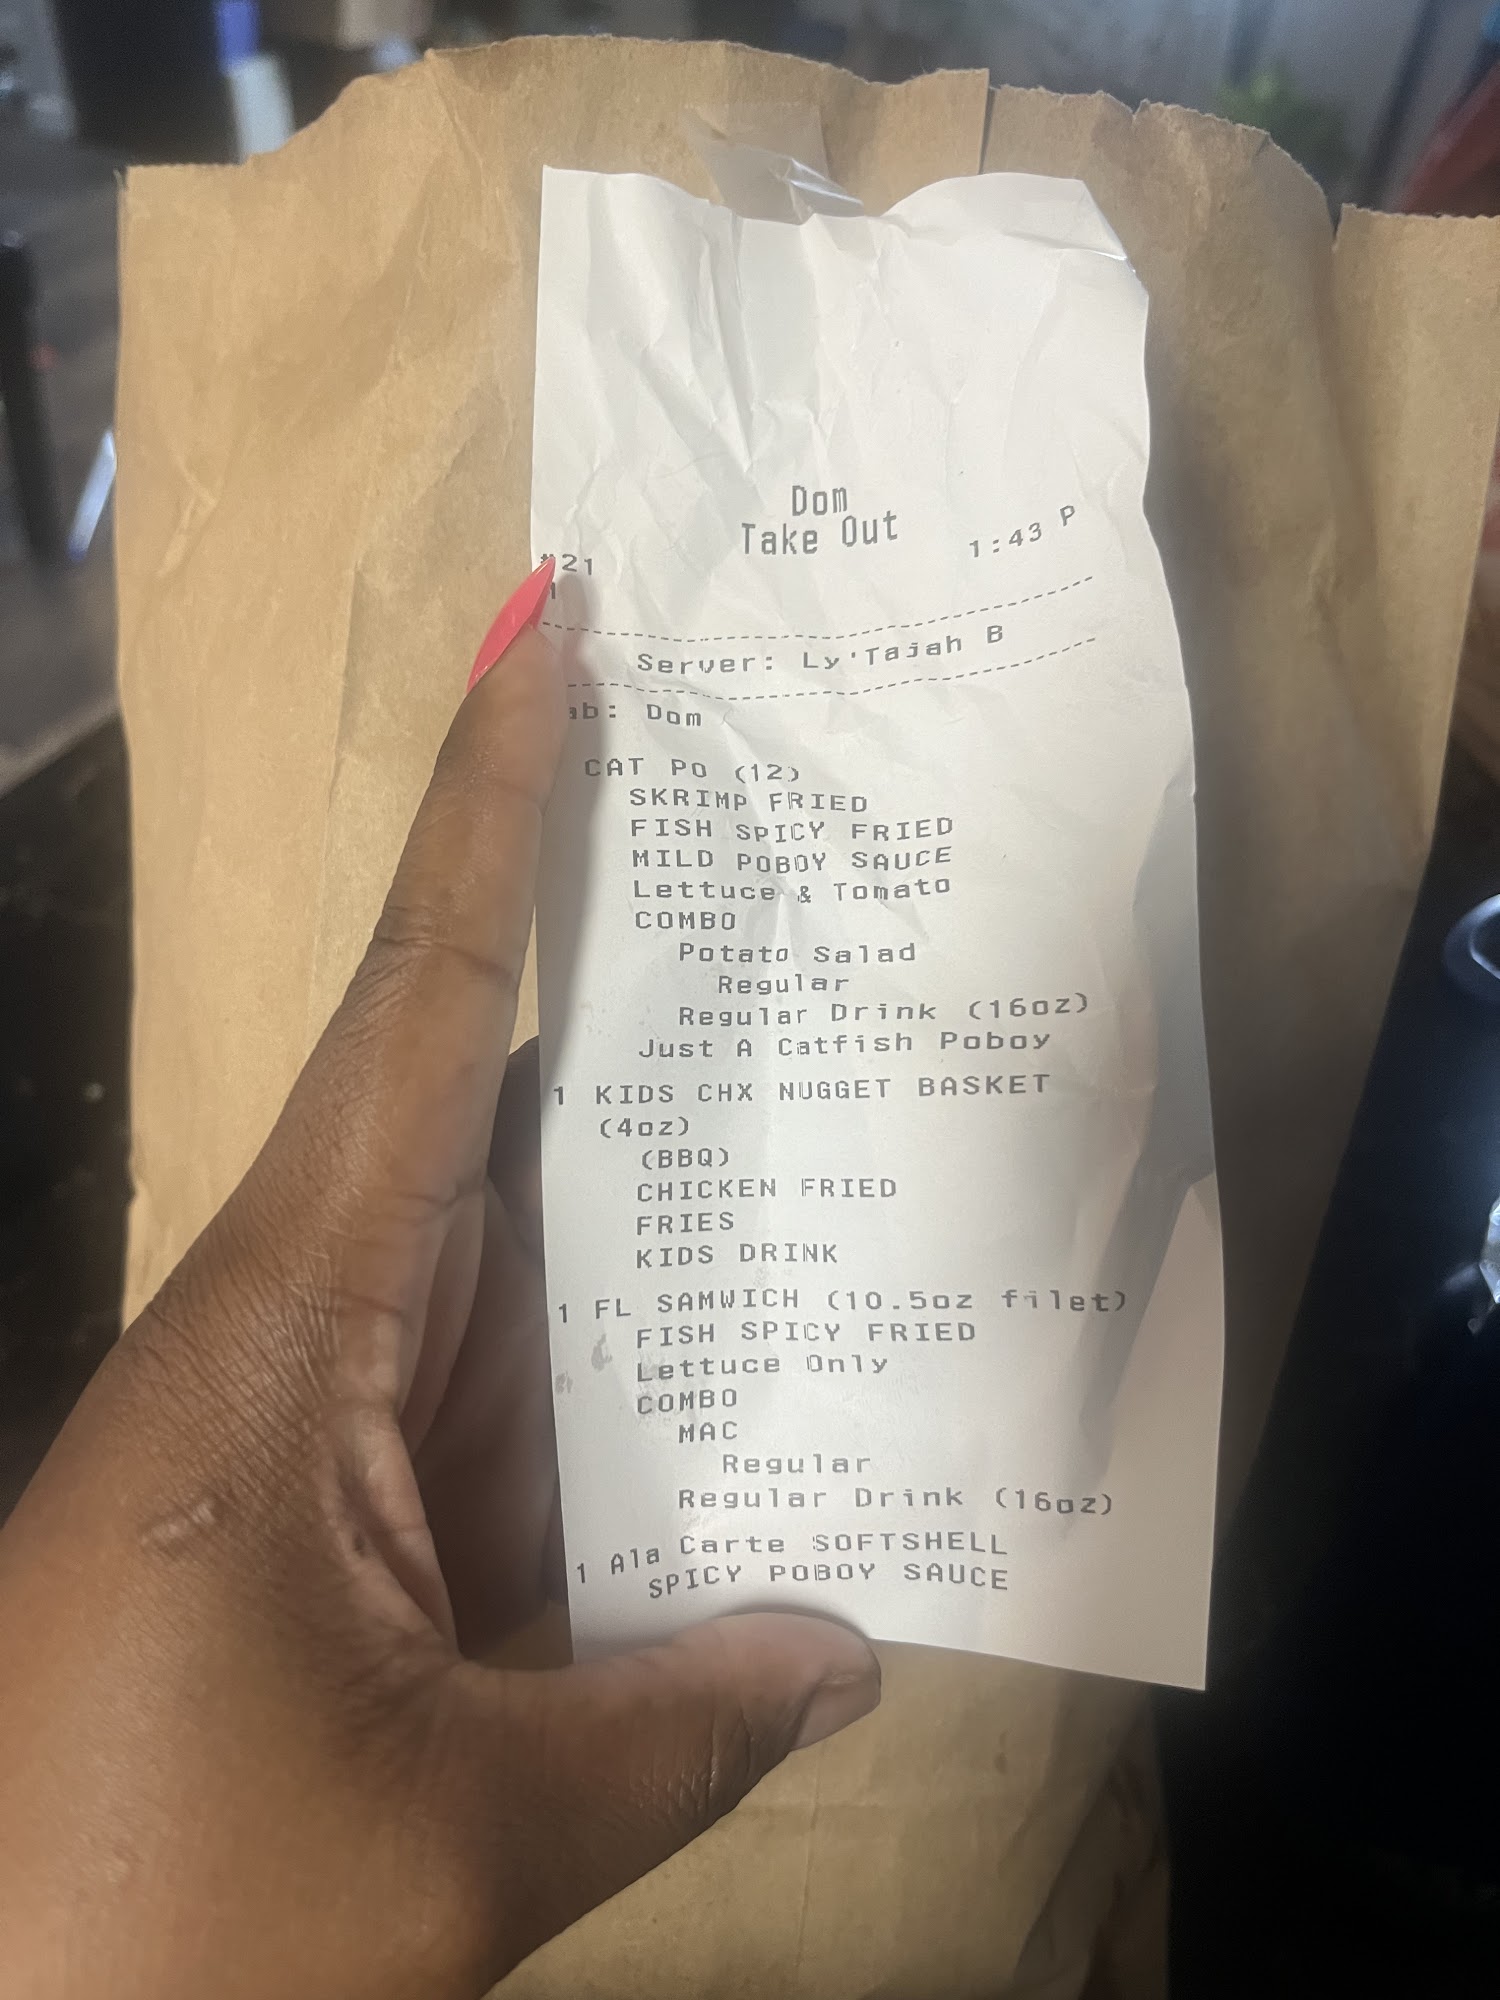 Dom
Take Out
21 1:43 P
1
Server: Ly'Tajah B
ab: Dom
CAT PO (12)
SKRIMP FRIED
FISH SPICY FRIED
MILD POBOY SAUCE
Lettuce & Tomato
COMBO
Potato Salad
Regular
Regular Drink (16oz)
Just A Catfish Poboy
1 KIDS CHX NUGGET BASKET
(4oz)
(BBQ)
CHICKEN FRIED
FRIES
KIDS DRINK
1 FL SAMWICH (10.5oz filet)
FISH SPICY FRIED
Lettuce Only
COMBO
MAC
Regular
Regular Drink (16oz)
1 Ala Carte SOFTSHELL
SPICY POBOY SAUCE